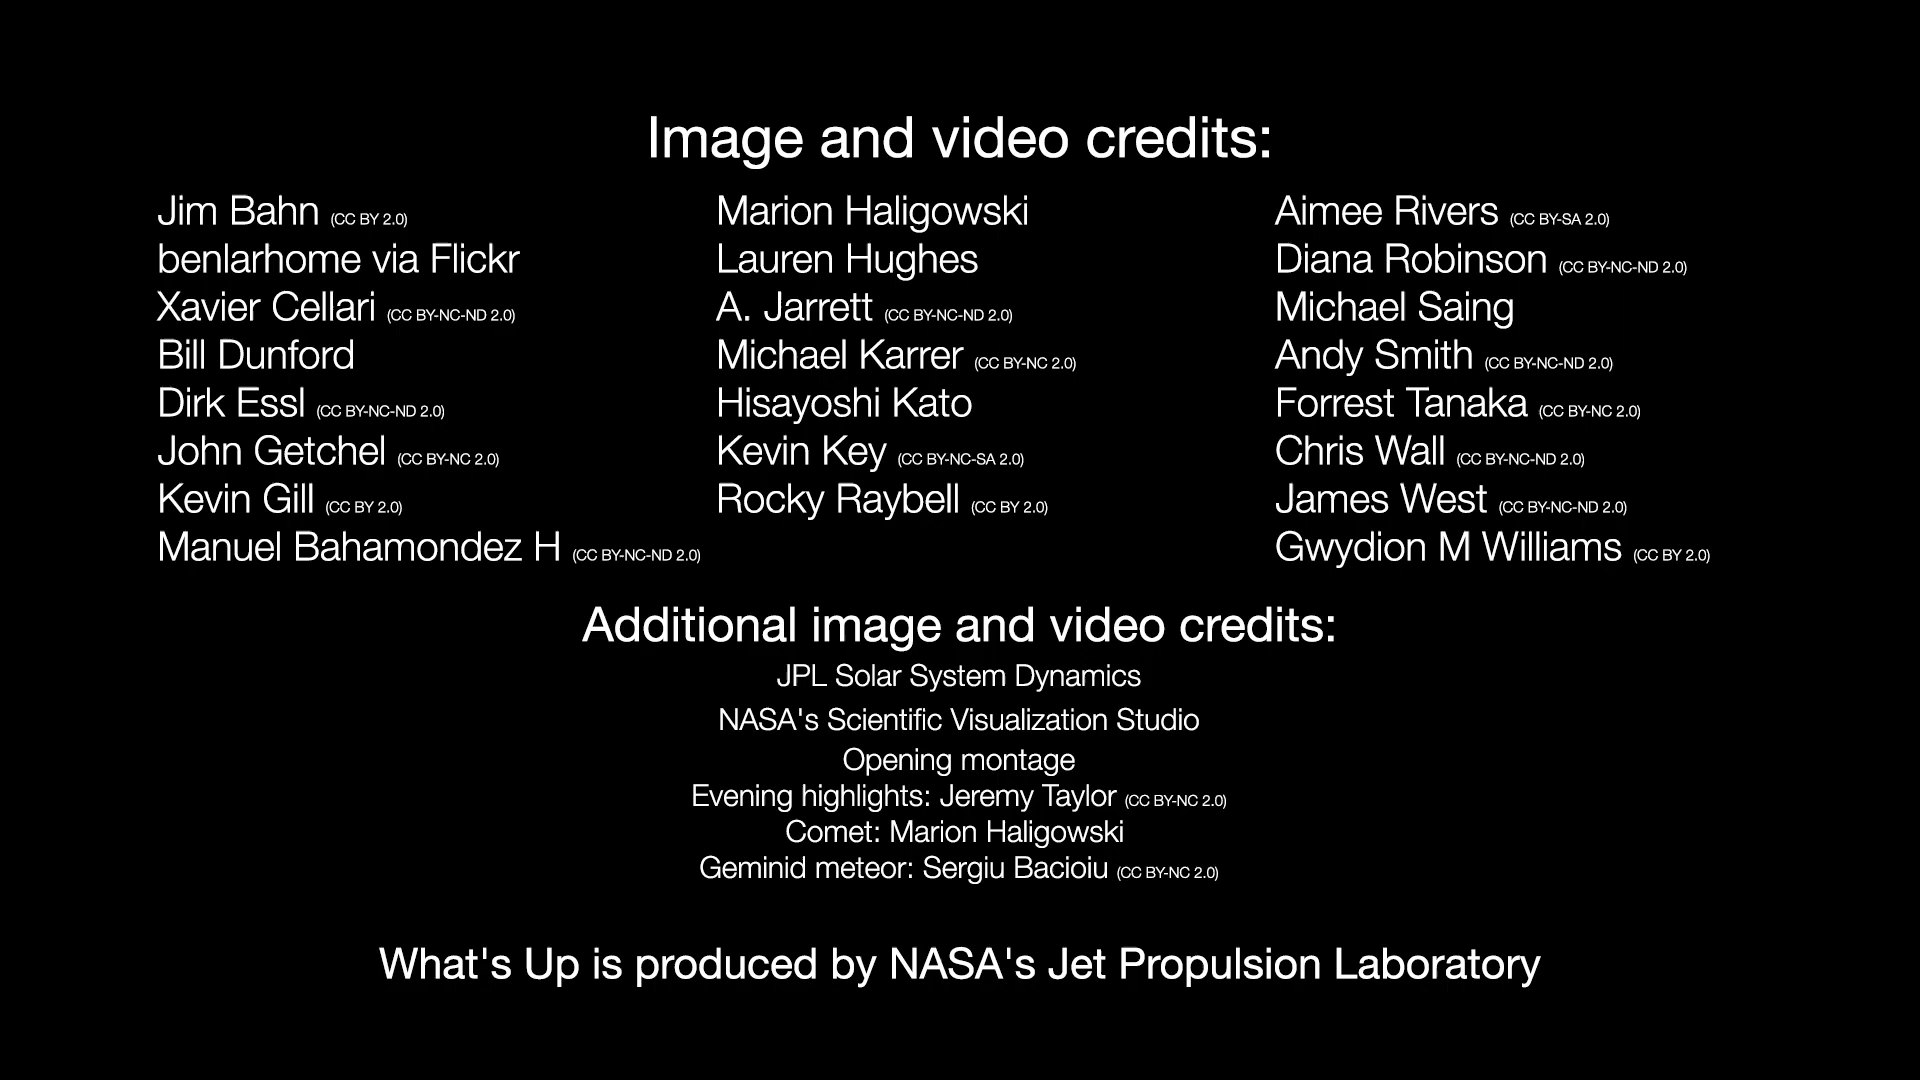 Image and video credits:
Jim Bahn (CC BY 2.0)
benlarhome via Flickr
Xavier Cellari (CC BY-NC-ND 2.0)
Bill Dunford
Dirk Essl (CC BY-NC-ND 2.0)
John Getchel (CC BY-NC 2.0)
Kevin Gill (CC BY 2.0)
Manuel Bahamondez H (CC BY-NC-ND 2.0)
Marion Haligowski
Lauren Hughes
A. Jarrett (CC BY-NC-ND 2.0)
Michael Karrer (CC BY-NC 2.0)
Hisayoshi Kato
Kevin Key (CC BY-NC-SA 2.0)
Rocky Raybell (CC BY 2.0)
Aimee Rivers (CC BY-SA 2.0)
Diana Robinson (CC BY-NC-ND 2.0)
Michael Saing
Andy Smith (CC BY-NC-ND 2.0)
Forrest Tanaka (CC BY-NC 2.0)
Chris Wall (CC BY-NC-ND 2.0)
James West (CC BY-NC-ND 2.0)
Gwydion M Williams (CC BY 2.0)
Additional image and video credits:
JPL Solar System Dynamics
NASA's Scientific Visualization Studio
Opening montage
Evening highlights: Jeremy Taylor (CC BY-NC 2.0)
Comet: Marion Haligowski
Geminid meteor: Sergiu Bacioiu (CC BY-NC 2.0)
What's Up is produced by NASA's Jet Propulsion Laboratory